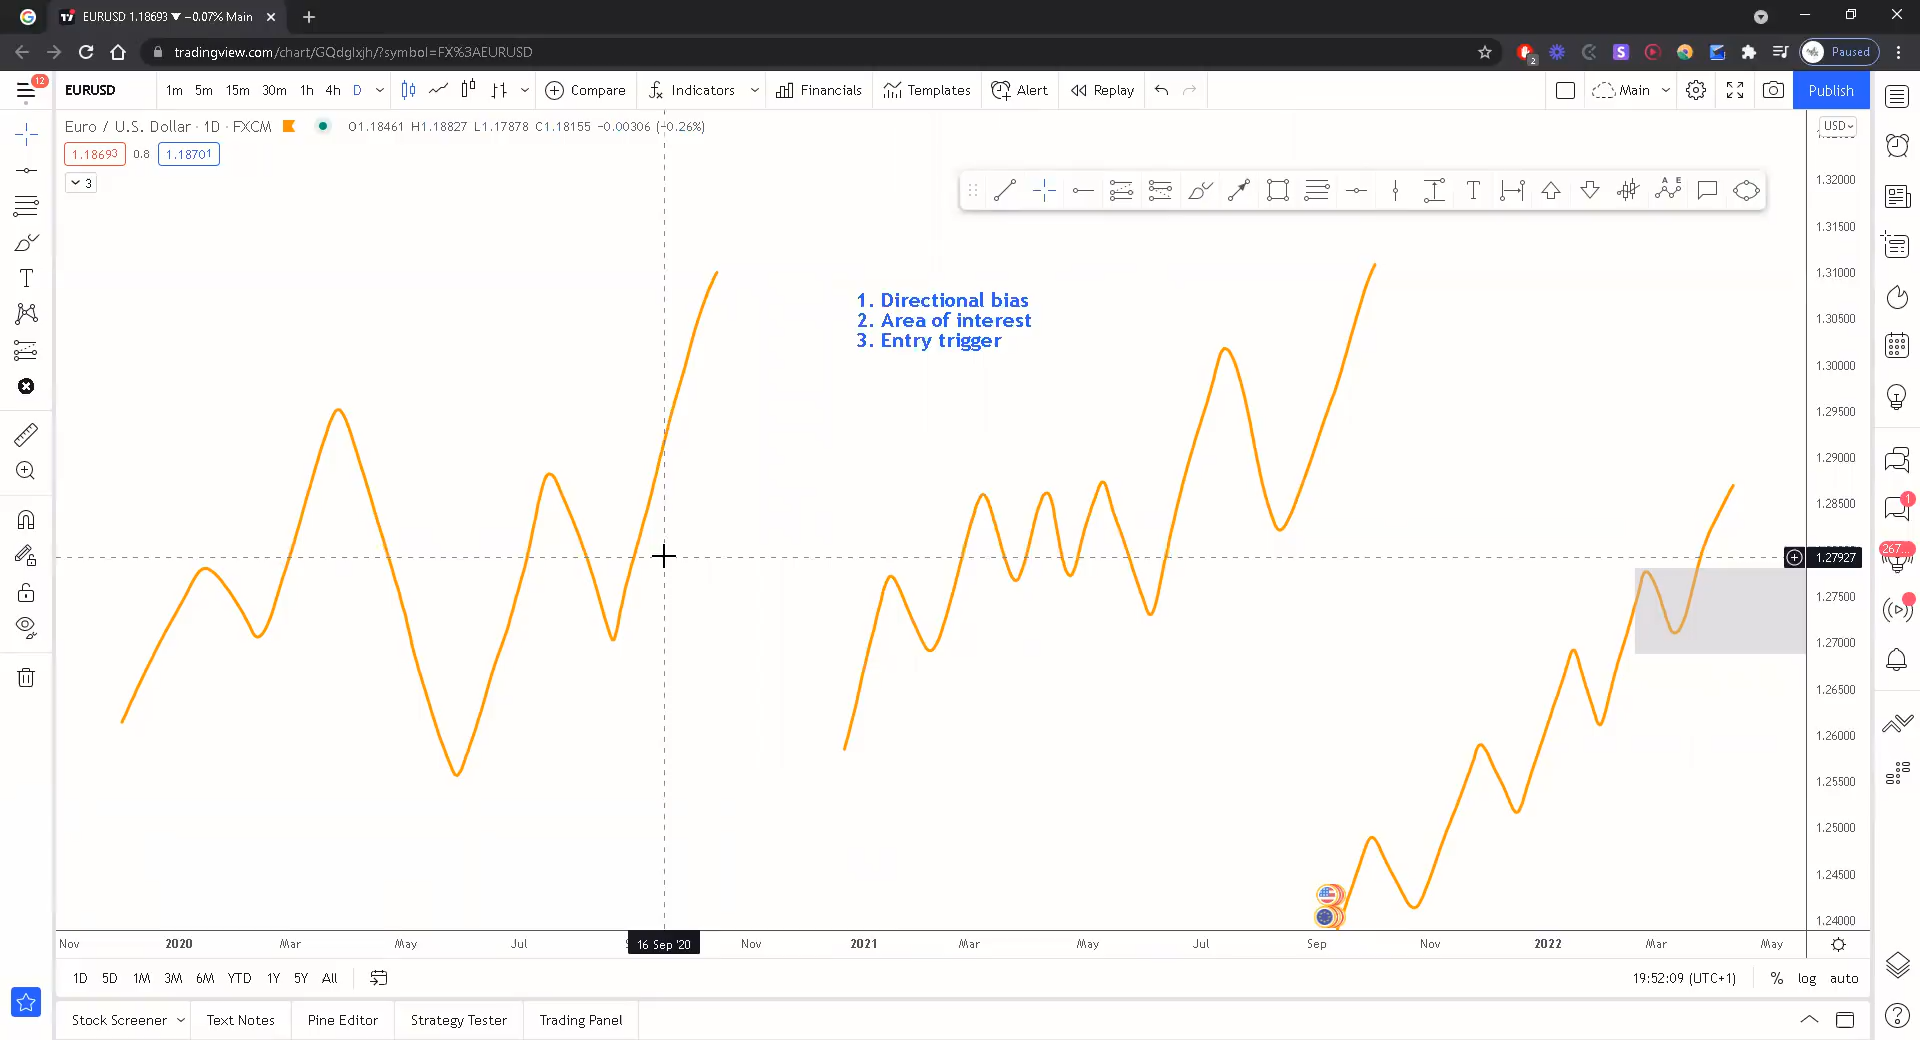 EURUSD 1.18693 ▼ −0.07% Main
tradingview.com/chart/GQdglxjh/?symbol=FX%3AEURUSD
2
Paused
12
EURUSD
1m 5m 15m 30m 1h 4h D
Compare
Indicators
Financials
Templates
Alert
Replay
Main
Publish
Euro / U.S. Dollar · 1D · FXCM
O1.18461 H1.18827 L1.17878 C1.18155 −0.00306 (−0.26%)
USD
1.18693 0.8 1.18701
3
A E
1. Directional bias
2. Area of interest
3. Entry trigger
1.32000
1.31500
1.31000
1.30500
1.30000
1.29500
1.29000
1.28500
1.27927
1.27500
1.27000
1.26500
1.26000
1.25500
1.25000
1.24500
1.24000
1
267...
Nov 2020 Mar May Jul 16 Sep '20 Nov 2021 Mar May Jul Sep Nov 2022 Mar May
1D 5D 1M 3M 6M YTD 1Y 5Y All
19:52:09 (UTC+1) % log auto
Stock Screener Text Notes Pine Editor Strategy Tester Trading Panel